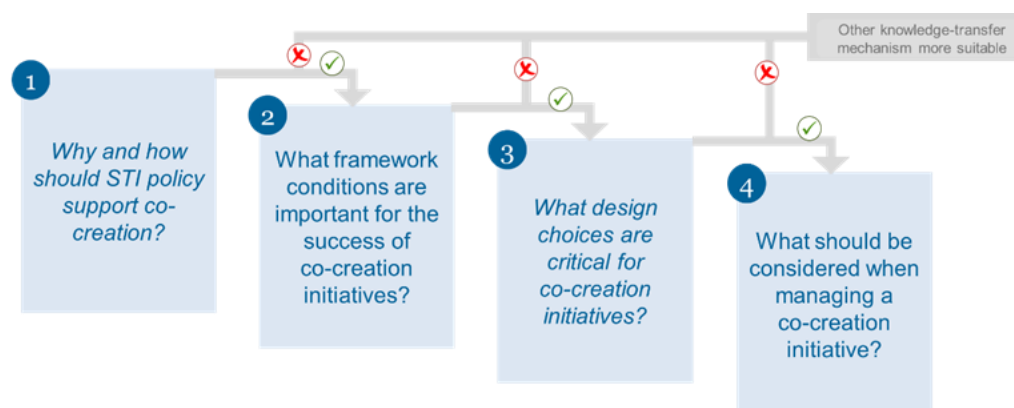 Other knowledge-transfer
mechanism more suitable
1
Why and how
should STI policy
support co-
creation?
2
What framework
conditions are
important for the
success of
co-creation
initiatives?
3
What design
choices are
critical for
co-creation
initiatives?
4
What should be
considered when
managing a
co-creation
initiative?